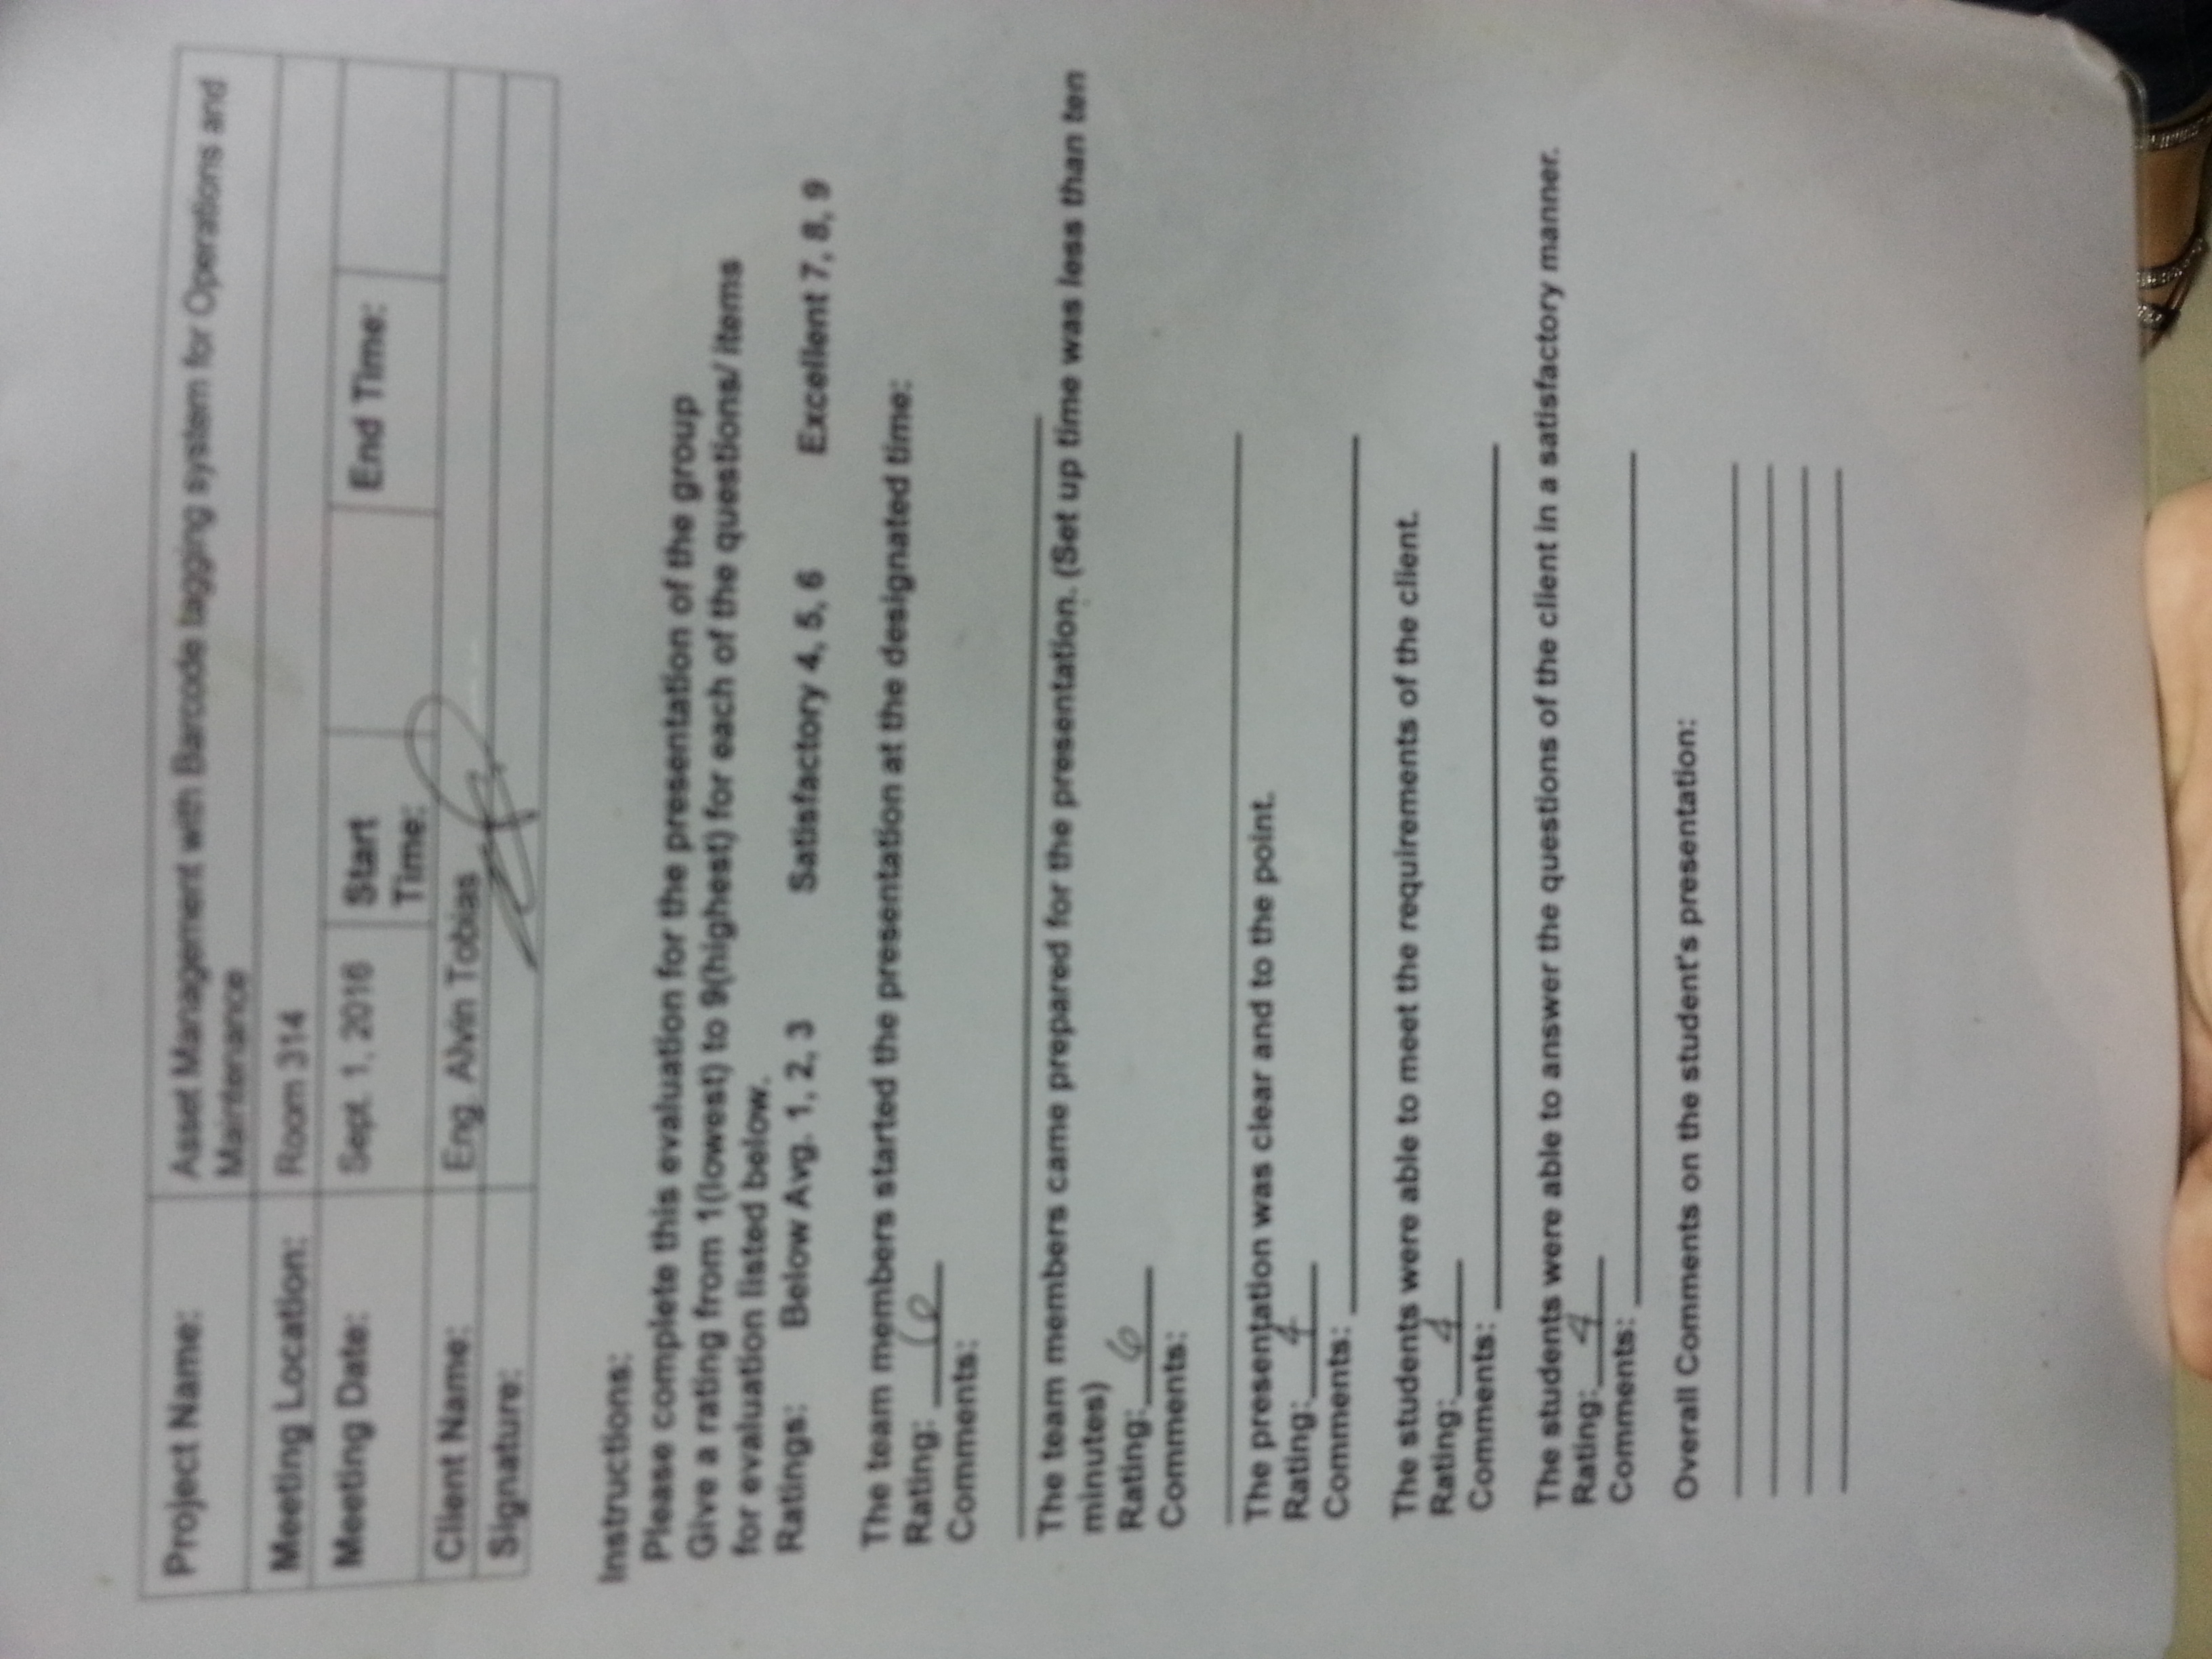 Project Name: Asset Management with Barcode tagging system for Operations and
Maintenance
Meeting Location: Room 314
Meeting Date: Sept. 1, 2016 Start Time: End Time:
Client Name: Eng. Alvin Tobias
Signature:
Instructions:
Please complete this evaluation for the presentation of the group
Give a rating from 1(lowest) to 9(highest) for each of the questions/ items
for evaluation listed below.
Ratings: Below Avg. 1, 2, 3 Satisfactory 4, 5, 6 Excellent 7, 8, 9
The team members started the presentation at the designated time:
Rating: 6
Comments:
The team members came prepared for the presentation. (Set up time was less than ten
minutes)
Rating: 6
Comments:
The presentation was clear and to the point.
Rating: 4
Comments:
The students were able to meet the requirements of the client.
Rating: 4
Comments:
The students were able to answer the questions of the client in a satisfactory manner.
Rating: 4
Comments:
Overall Comments on the student's presentation: